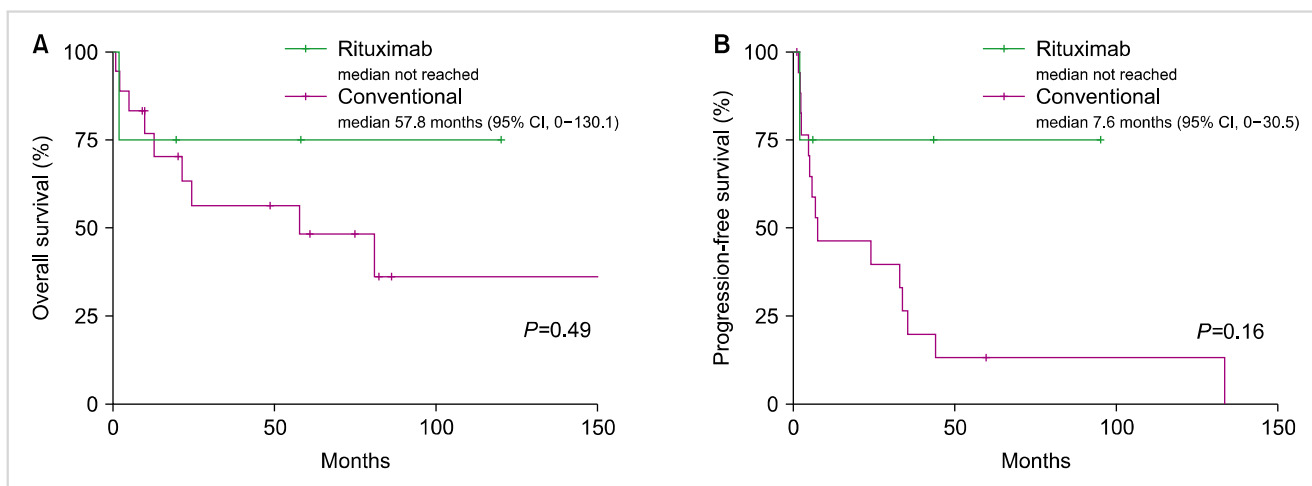 A
Rituximab
median not reached
Conventional
median 57.8 months (95% CI, 0−130.1)
100
75
50
25
0
Overall survival (%)
P=0.49
0 50 100 150
Months
B
Rituximab
median not reached
Conventional
median 7.6 months (95% CI, 0−30.5)
100
75
50
25
0
Progression-free survival (%)
P=0.16
0 50 100 150
Months